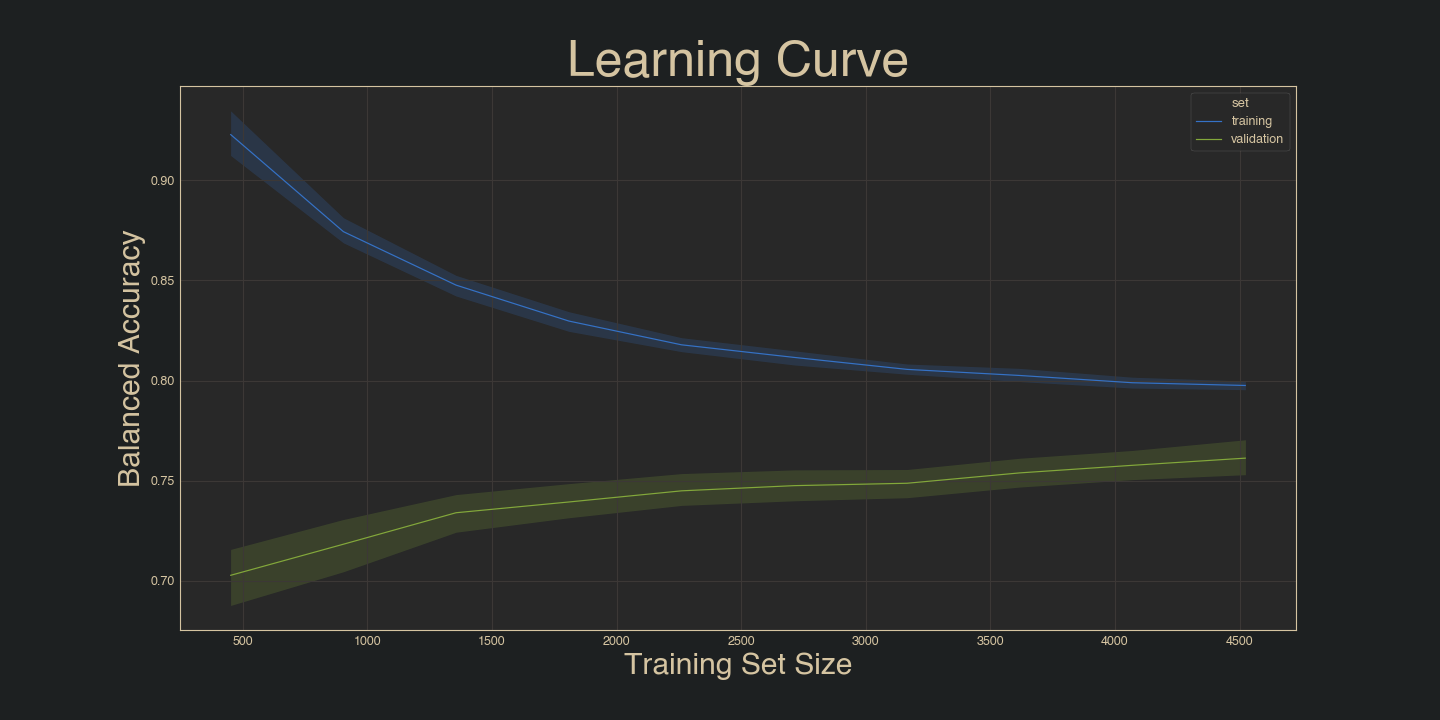 Learning Curve
set
training
validation
Balanced Accuracy
0.90
0.85
0.80
0.75
0.70
500 1000 1500 2000 2500 3000 3500 4000 4500
Training Set Size